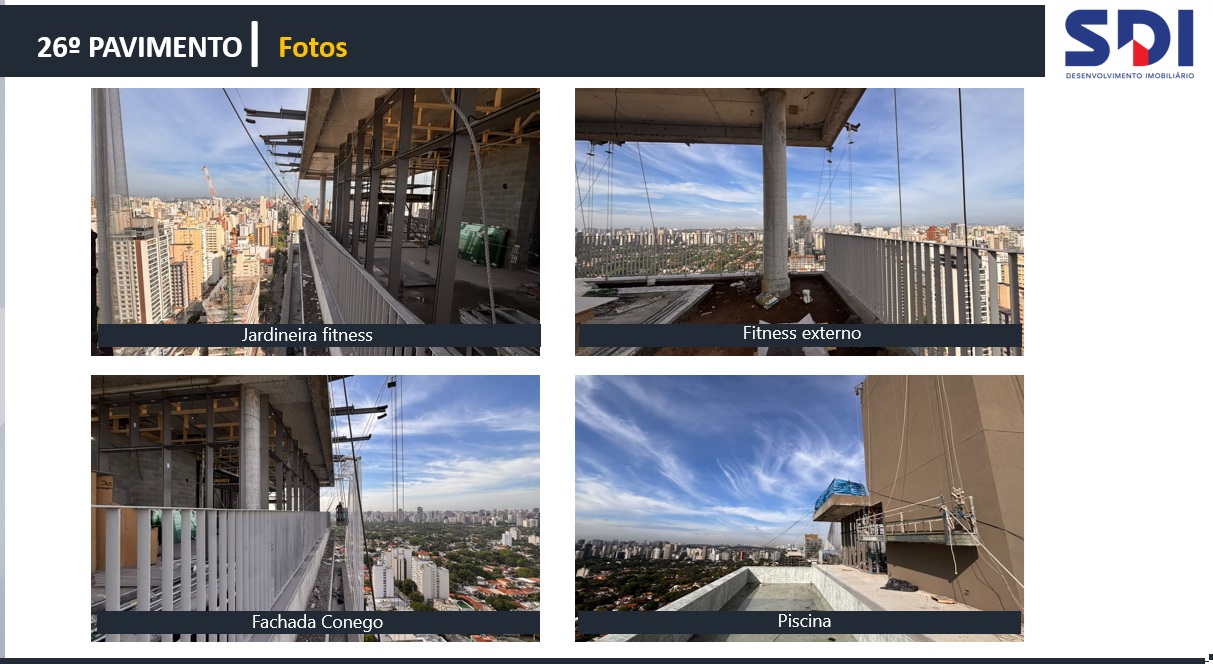 26º PAVIMENTO
Fotos
SDI
DESENVOLVIMENTO IMOBILIÁRIO
Jardineira fitness
Fitness externo
Fachada Conego
Piscina